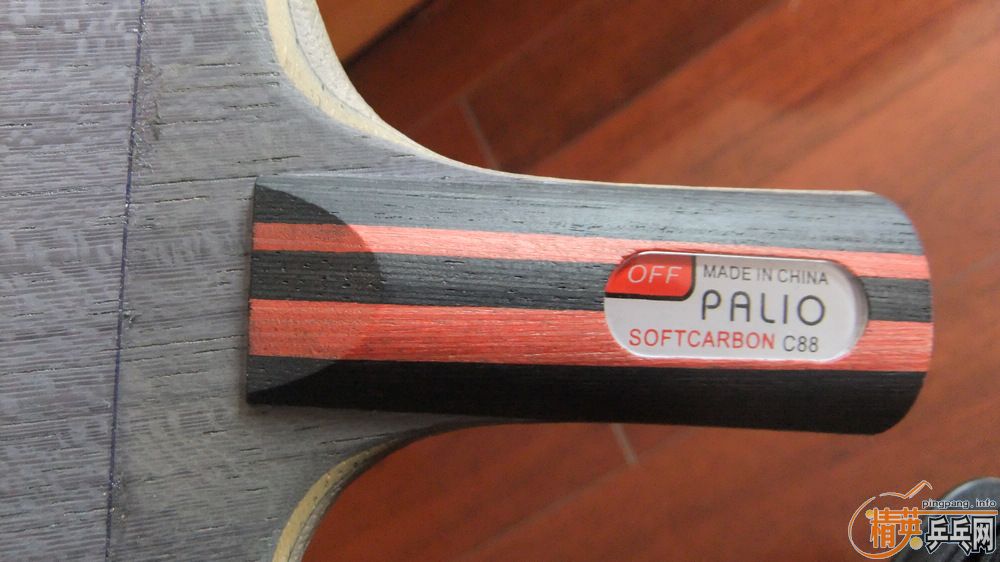 OFF
MADE IN CHINA
PALIO
SOFTCARBON C88
pingpang.info
精英乒乓网